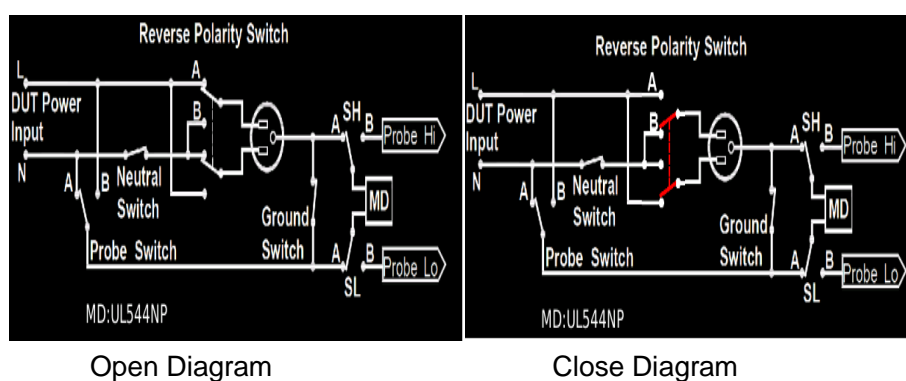 Reverse Polarity Switch
L
A
DUT Power
Input
B
SH
A
B
Probe Hi
N
A
B
Neutral
Switch
MD
Ground
Switch
Probe Switch
A
B
Probe Lo
SL
MD:UL544NP
Open Diagram
Reverse Polarity Switch
L
A
DUT Power
Input
B
SH
A
B
Probe Hi
N
A
B
Neutral
Switch
MD
Ground
Switch
Probe Switch
A
B
Probe Lo
SL
MD:UL544NP
Close Diagram